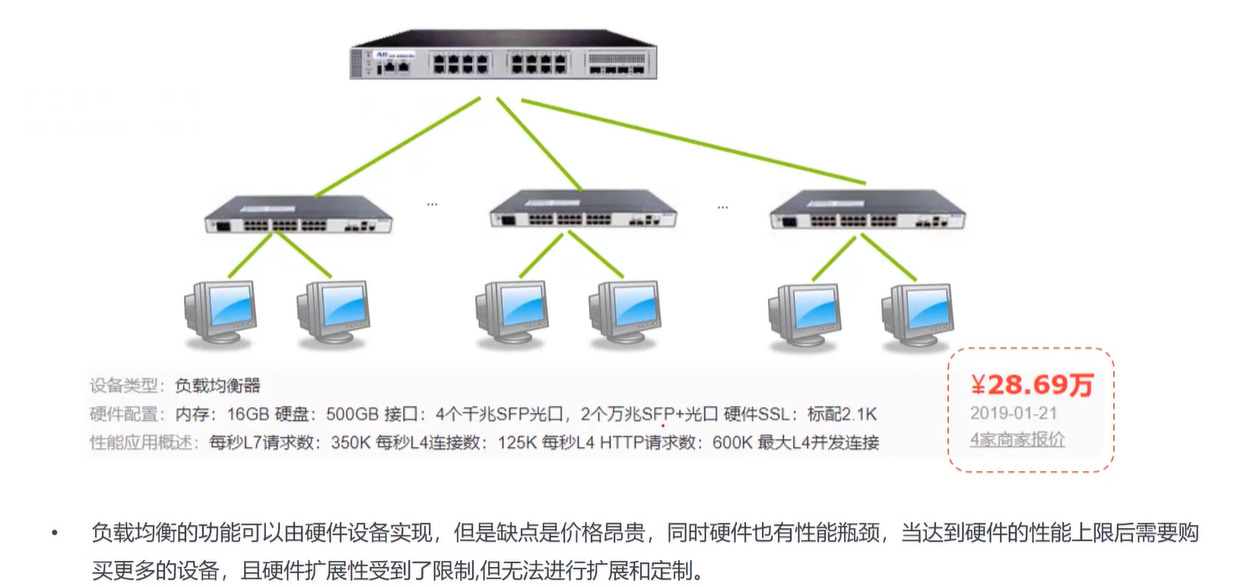 ...
...
设备类型：负载均衡器
硬件配置：内存：16GB 硬盘：500GB 接口：4个千兆SFP光口，2个万兆SFP+光口 硬件SSL：标配2.1K
性能应用概述：每秒L7请求数：350K 每秒L4连接数：125K 每秒L4 HTTP请求数：600K 最大L4并发连接
¥28.69万
2019-01-21
4家商家报价
• 负载均衡的功能可以由硬件设备实现，但是缺点是价格昂贵，同时硬件也有性能瓶颈，当达到硬件的性能上限后需要购
买更多的设备，且硬件扩展性受到了限制,但无法进行扩展和定制。